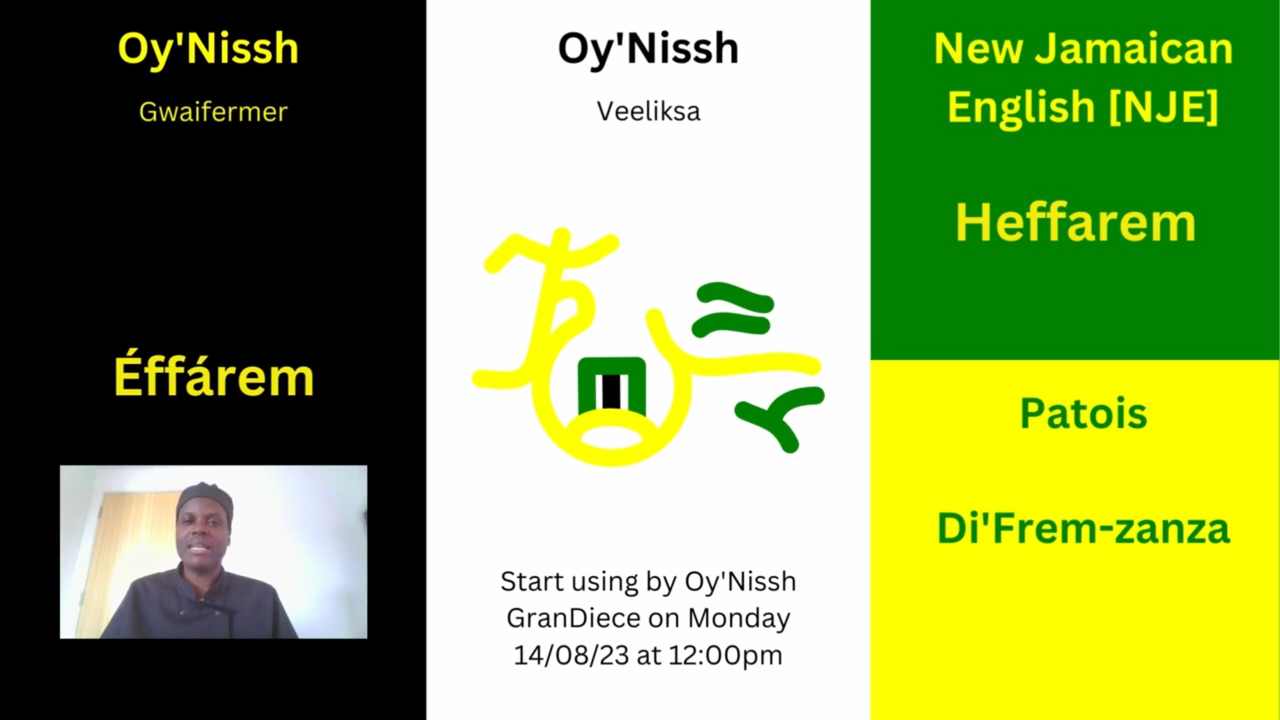 Oy'Nissh
Gwaifermer
Éffárem
Oy'Nissh
Veeliksa
Start using by Oy'Nissh
GranDiece on Monday
14/08/23 at 12:00pm
New Jamaican
English [NJE]
Heffarem
Patois
Di'Frem-zanza